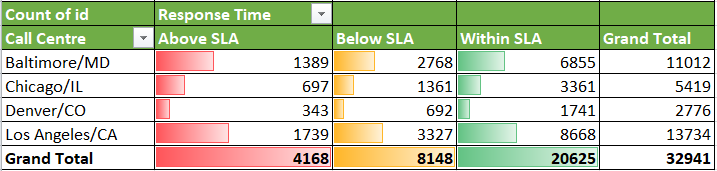 Count of id Response Time
Call Centre Above SLA Below SLA Within SLA Grand Total
Baltimore/MD 1389 2768 6855 11012
Chicago/IL 697 1361 3361 5419
Denver/CO 343 692 1741 2776
Los Angeles/CA 1739 3327 8668 13734
Grand Total 4168 8148 20625 32941